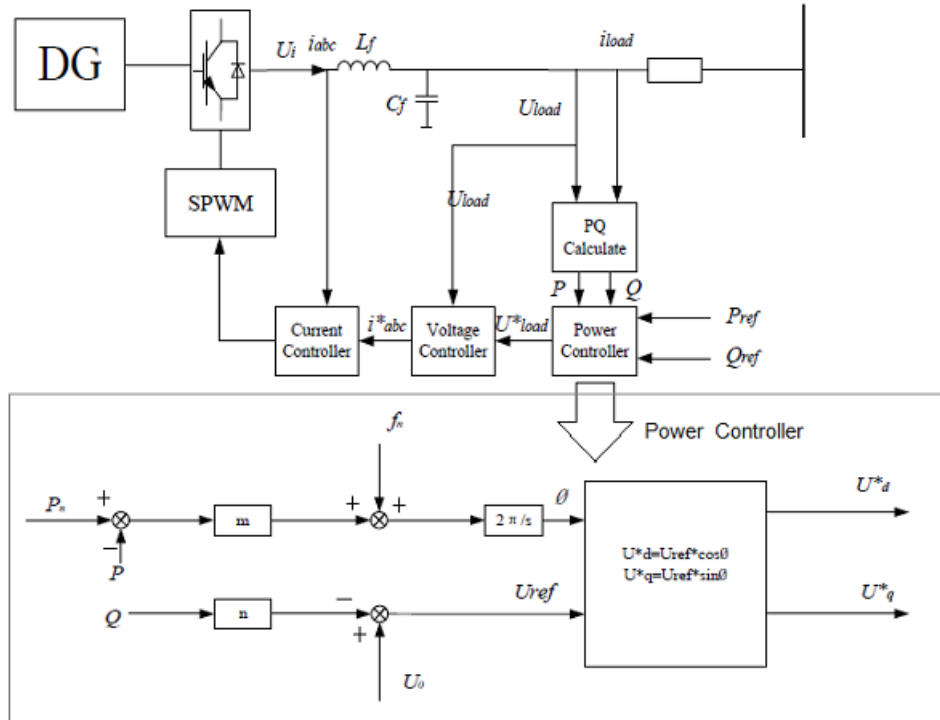 DG
Ui
iabc
Lf
iload
Cf
Uload
SPWM
Uload
PQ
Calculate
P
Q
Current
Controller
i*abc
Voltage
Controller
U*load
Power
Controller
Pref
Qref
Power Controller
fn
Pn
+
−
P
m
+
+
2π/s
Ø
U*d
U*d=Uref*cosØ
U*q=Uref*sinØ
Q
n
−
+
Uref
U*q
U0